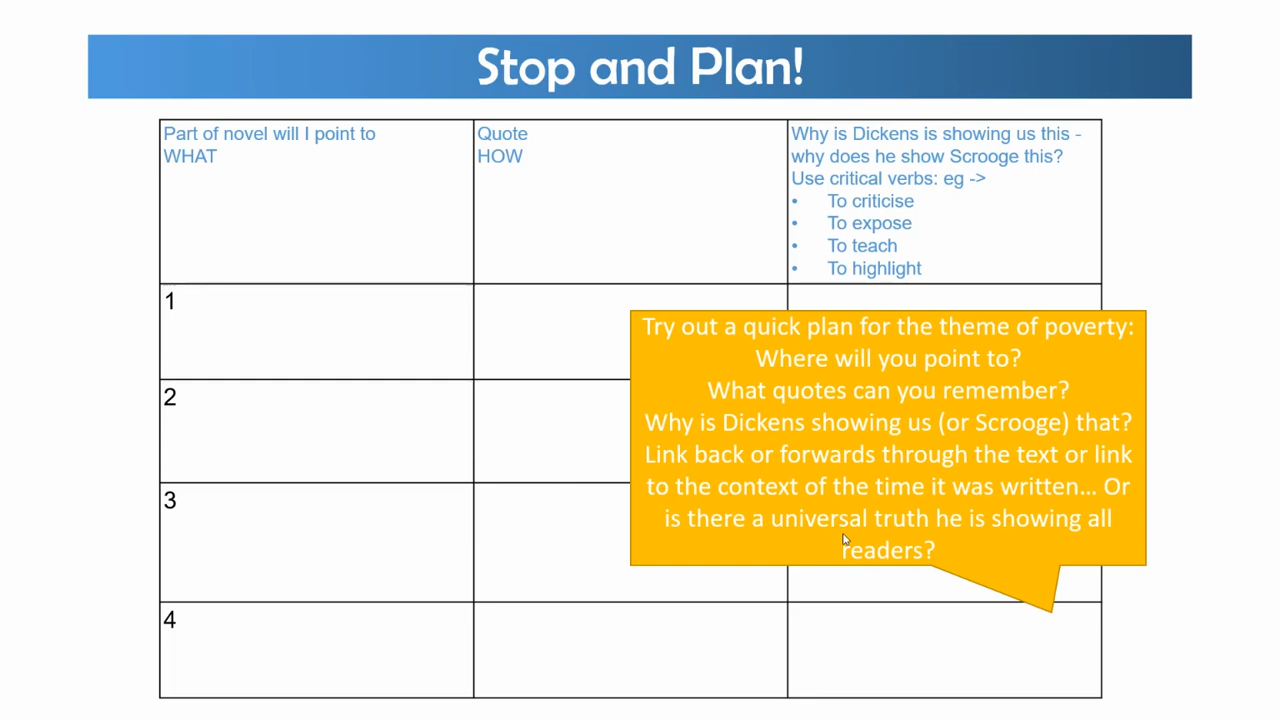 Stop and Plan!
Part of novel will I point to
WHAT
Quote
HOW
Why is Dickens is showing us this -
why does he show Scrooge this?
Use critical verbs: eg ->
• To criticise
• To expose
• To teach
• To highlight
1
2
3
4
Try out a quick plan for the theme of poverty:
Where will you point to?
What quotes can you remember?
Why is Dickens showing us (or Scrooge) that?
Link back or forwards through the text or link
to the context of the time it was written... Or
is there a universal truth he is showing all
readers?